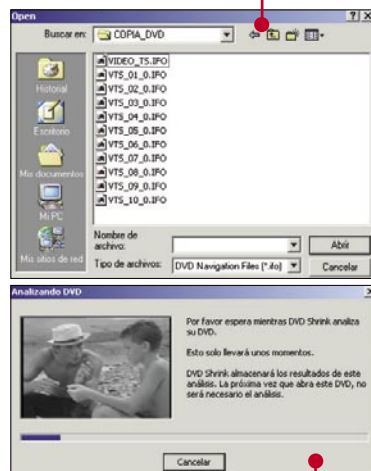 Open
Buscar en: COPIA_DVD
Historial
Escritorio
Mis documentos
Mi PC
Mis sitios de red
VIDEO_TS.IFO
VTS_01_0.IFO
VTS_02_0.IFO
VTS_03_0.IFO
VTS_04_0.IFO
VTS_05_0.IFO
VTS_06_0.IFO
VTS_07_0.IFO
VTS_08_0.IFO
VTS_09_0.IFO
VTS_10_0.IFO
Nombre de
archivo:
Abrir
Tipo de archivos: DVD Navigation Files (*.ifo)
Cancelar
Analizando DVD
Por favor espera mientras DVD Shrink analiza
su DVD.
Esto solo llevará unos momentos.
DVD Shrink almacenará los resultados de este
análisis. La próxima vez que abra este DVD, no
será necesario el análisis.
Cancelar